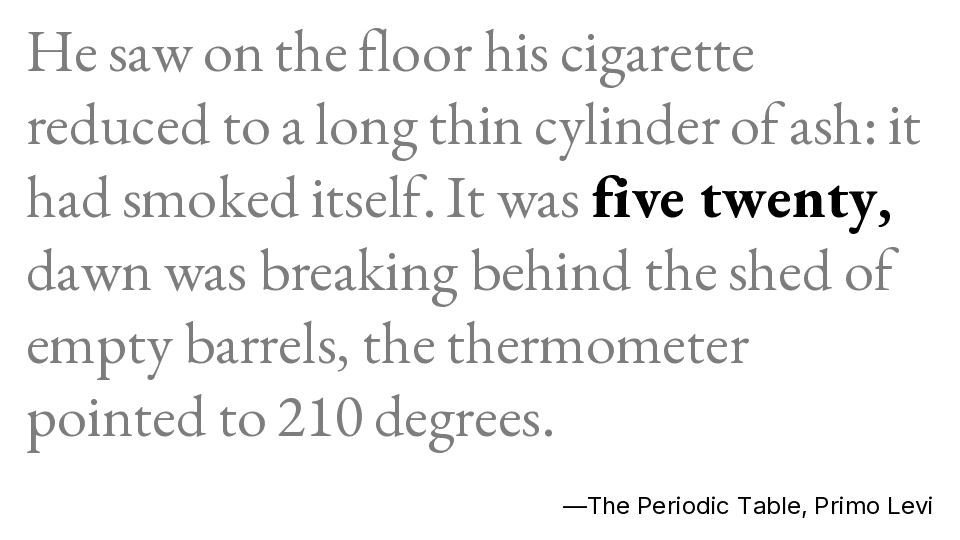 He saw on the floor his cigarette
reduced to a long thin cylinder of ash: it
had smoked itself. It was five twenty,
dawn was breaking behind the shed of
empty barrels, the thermometer
pointed to 210 degrees.
—The Periodic Table, Primo Levi